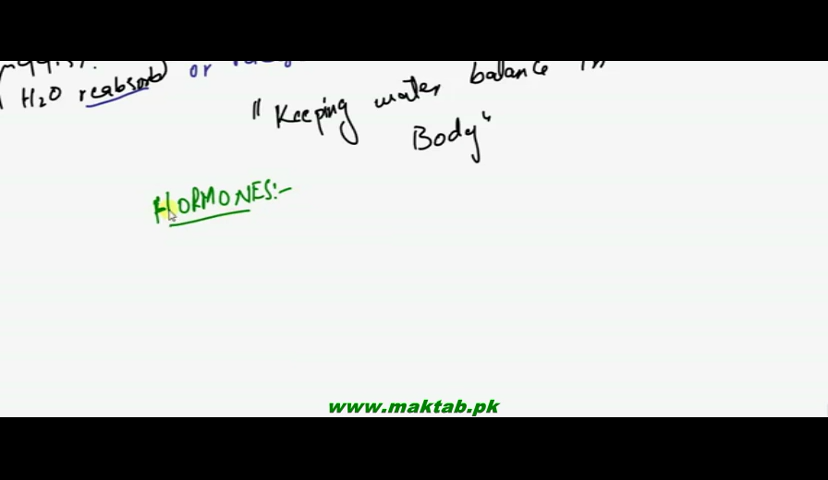 H₂O reabsorb or
"Keeping water balance in
Body"
HORMONES:-
www.maktab.pk